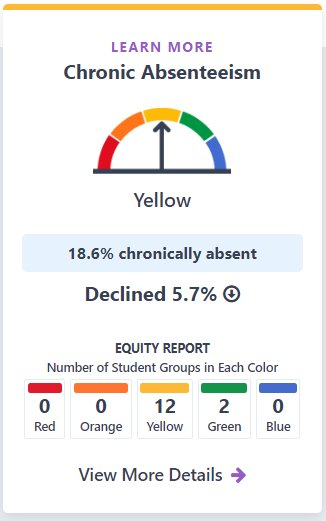 LEARN MORE
Chronic Absenteeism
Yellow
18.6% chronically absent
Declined 5.7%
EQUITY REPORT
Number of Student Groups in Each Color
0 0 12 2 0
Red Orange Yellow Green Blue
View More Details